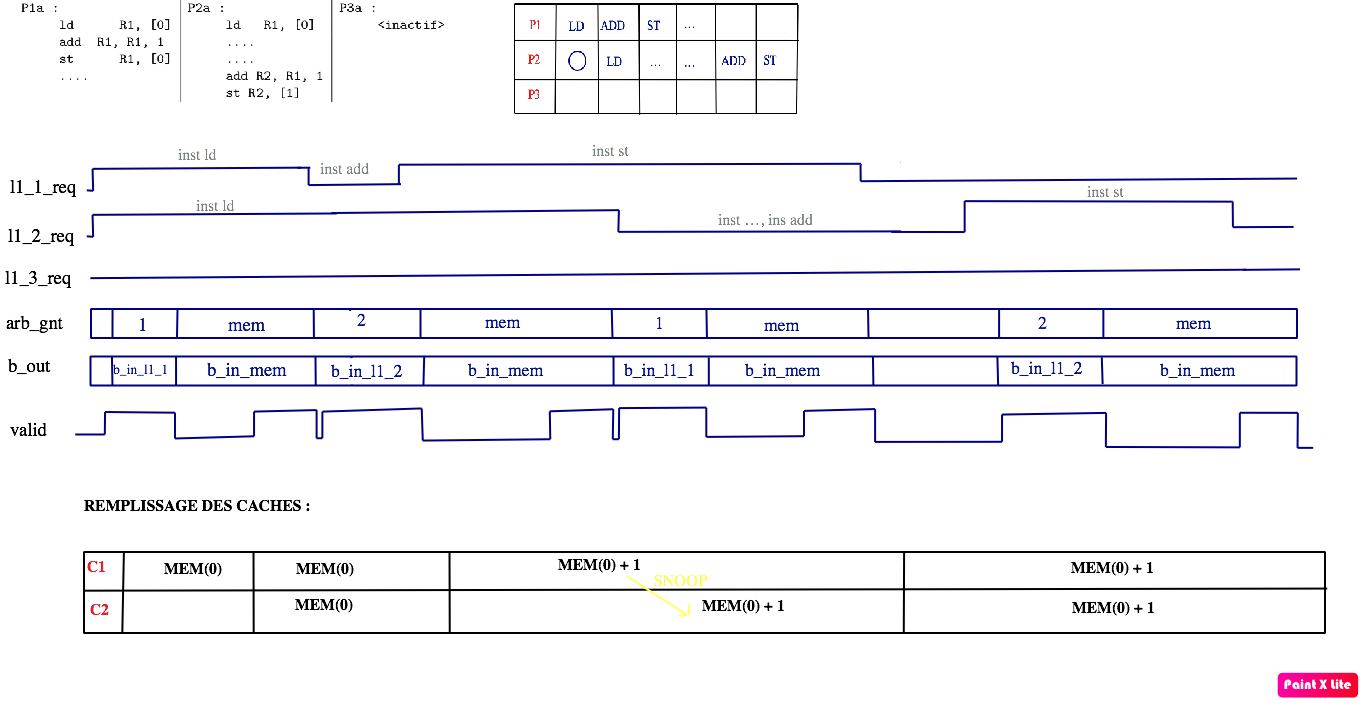 P1a :
ld R1, [0]
add R1, R1, 1
st R1, [0]
....
P2a :
ld R1, [0]
....
....
add R2, R1, 1
st R2, [1]
P3a :
<inactif>
P1 LD ADD ST ...
P2 LD ... ... ADD ST
P3
inst ld inst add inst st
l1_1_req
inst ld inst ..., ins add inst st
l1_2_req
l1_3_req
arb_gnt 1 mem 2 mem 1 mem 2 mem
b_out b_in_l1_1 b_in_mem b_in_l1_2 b_in_mem b_in_l1_1 b_in_mem b_in_l1_2 b_in_mem
valid
REMPLISSAGE DES CACHES :
C1 MEM(0) MEM(0) MEM(0) + 1 MEM(0) + 1
SNOOP
C2 MEM(0) MEM(0) + 1 MEM(0) + 1
Paint X Lite